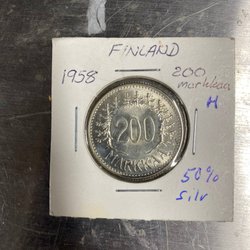 FINLAND
1958
200
markkaa
H
200
MARKKAA
50%
Silv